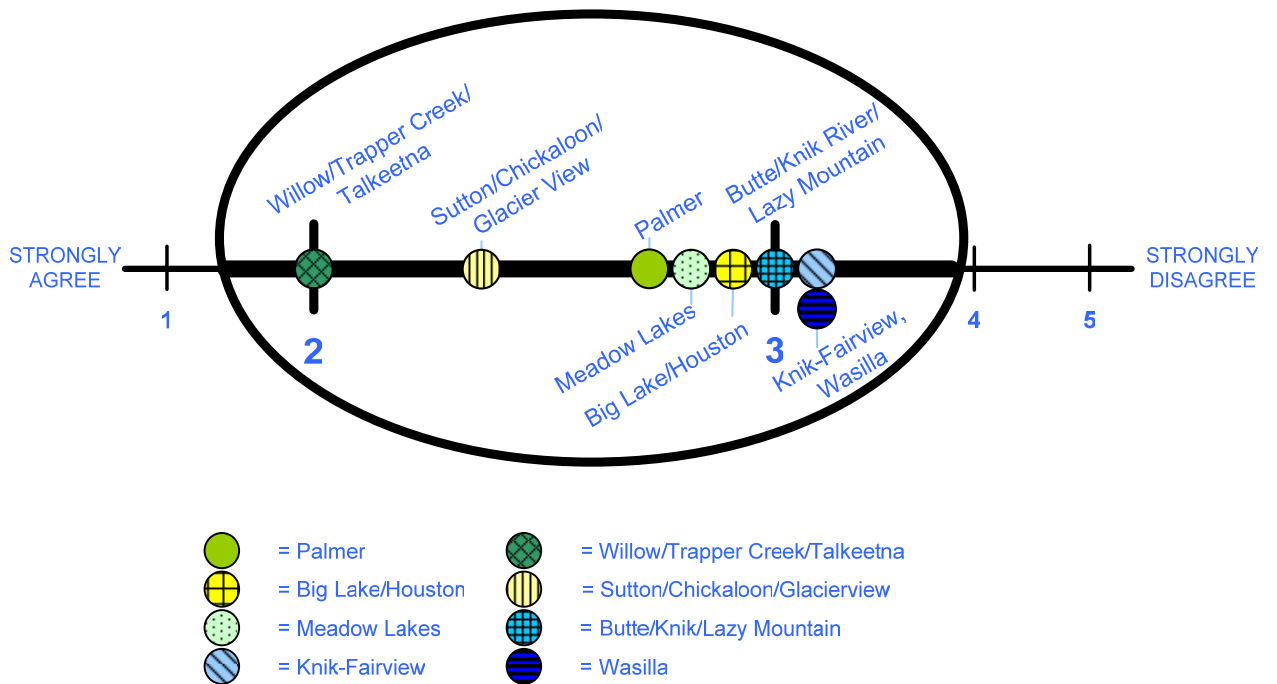 Willow/Trapper Creek/
Talkeetna
Sutton/Chickaloon/
Glacier View
Palmer
Butte/Knik River/
Lazy Mountain
STRONGLY
AGREE
STRONGLY
DISAGREE
1
2
3
4
5
Meadow Lakes
Big Lake/Houston
Knik-Fairview,
Wasilla
= Palmer
= Willow/Trapper Creek/Talkeetna
= Big Lake/Houston
= Sutton/Chickaloon/Glacierview
= Meadow Lakes
= Butte/Knik/Lazy Mountain
= Knik-Fairview
= Wasilla